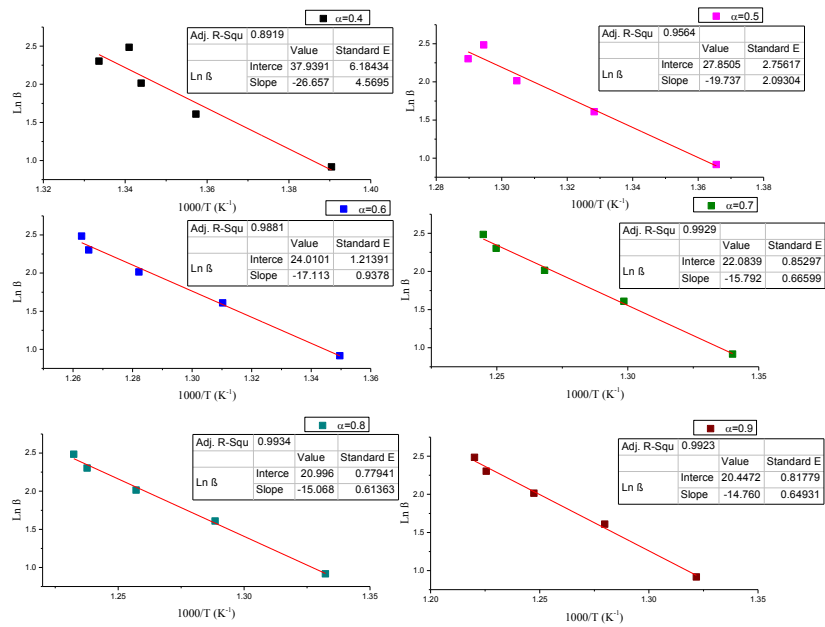 α=0.4
Adj. R-Squ 0.8919
Value Standard E
Ln ß Interce 37.9391 6.18434
Slope -26.657 4.5695
2.5
2.0
1.5
1.0
Ln ß
1.32 1.34 1.36 1.38 1.40
1000/T (K⁻¹)
α=0.5
Adj. R-Squ 0.9564
Value Standard E
Ln ß Interce 27.8505 2.75617
Slope -19.737 2.09304
2.5
2.0
1.5
1.0
Ln ß
1.28 1.30 1.32 1.34 1.36 1.38
1000/T (K⁻¹)
α=0.6
Adj. R-Squ 0.9881
Value Standard E
Ln ß Interce 24.0101 1.21391
Slope -17.113 0.9378
2.5
2.0
1.5
1.0
Ln ß
1.26 1.28 1.30 1.32 1.34 1.36
1000/T (K⁻¹)
α=0.7
Adj. R-Squ 0.9929
Value Standard E
Ln ß Interce 22.0839 0.85297
Slope -15.792 0.66599
2.5
2.0
1.5
1.0
Ln ß
1.25 1.30 1.35
1000/T (K⁻¹)
α=0.8
Adj. R-Squ 0.9934
Value Standard E
Ln ß Interce 20.996 0.77941
Slope -15.068 0.61363
2.5
2.0
1.5
1.0
Ln ß
1.25 1.30 1.35
1000/T (K⁻¹)
α=0.9
Adj. R-Squ 0.9923
Value Standard E
Ln ß Interce 20.4472 0.81779
Slope -14.760 0.64931
2.5
2.0
1.5
1.0
Ln ß
1.20 1.25 1.30 1.35
1000/T (K⁻¹)